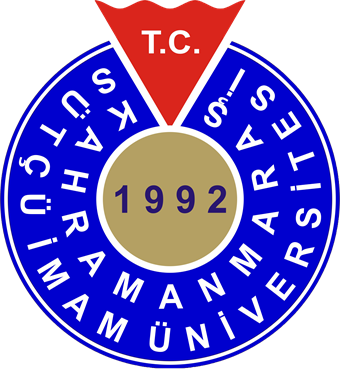 T.C.
KAHRAMANMARAŞ
SÜTÇÜ İMAM ÜNİVERSİTESİ
1992